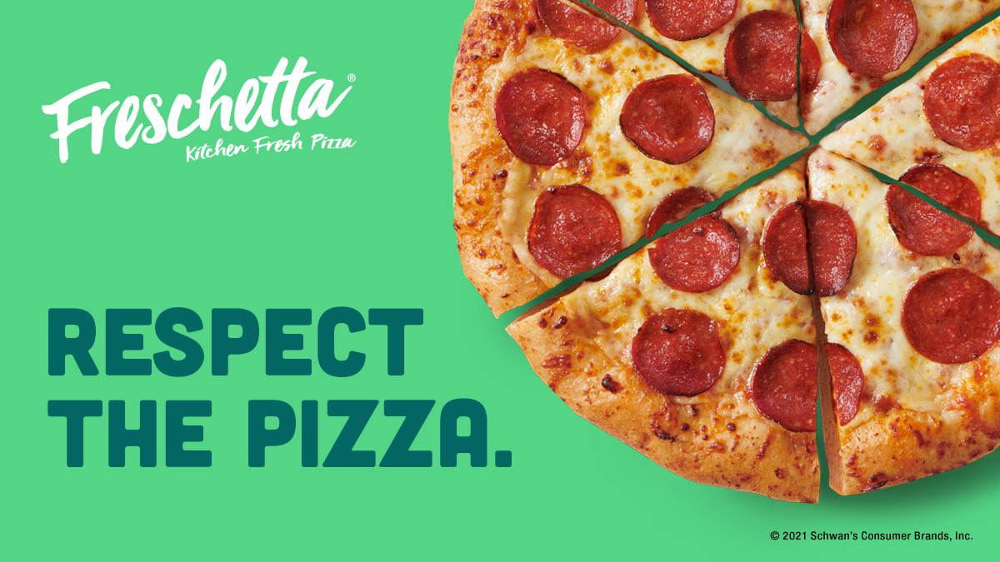 Freschetta®
Kitchen Fresh Pizza
RESPECT
THE PIZZA.
© 2021 Schwan's Consumer Brands, Inc.